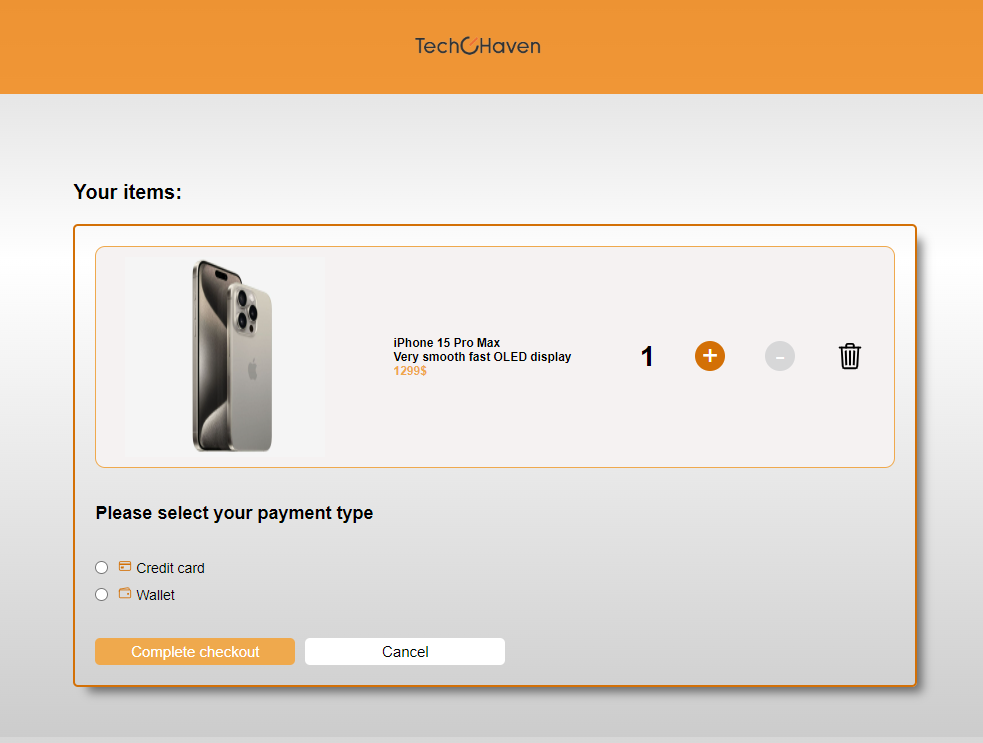 TechHaven
Your items:
iPhone 15 Pro Max
Very smooth fast OLED display
1299$
1
+
-
Please select your payment type
Credit card
Wallet
Complete checkout
Cancel